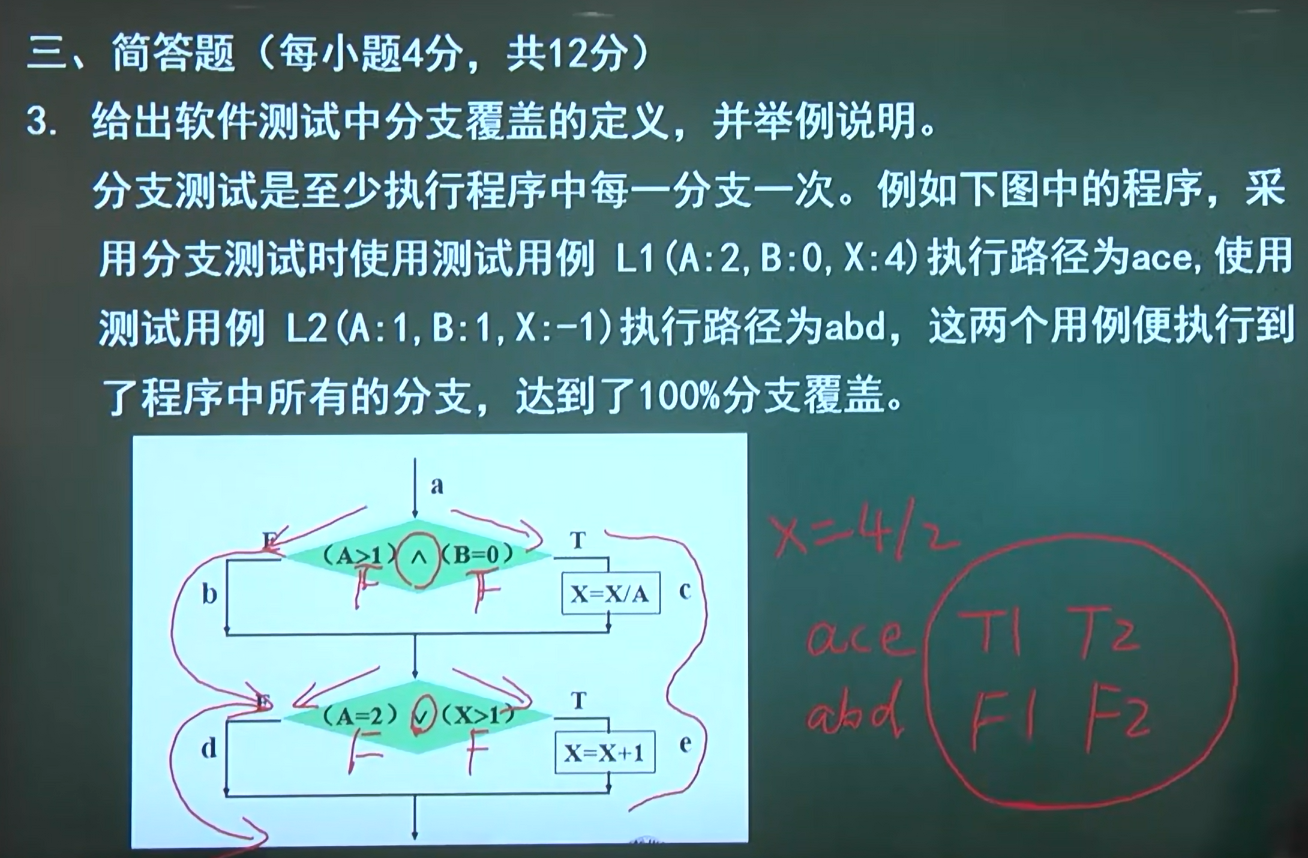 三、简答题（每小题4分，共12分）
3. 给出软件测试中分支覆盖的定义，并举例说明。
分支测试是至少执行程序中每一分支一次。例如下图中的程序，采
用分支测试时使用测试用例 L1(A:2,B:0,X:4)执行路径为ace,使用
测试用例 L2(A:1,B:1,X:-1)执行路径为abd，这两个用例便执行到
了程序中所有的分支，达到了100%分支覆盖。
a
F (A>1) ∧ (B=0) T
F F
b X=X/A c
F (A=2) ∨ (X>1) T
F F
d X=X+1 e
X=4/2
ace T1 T2
abd F1 F2